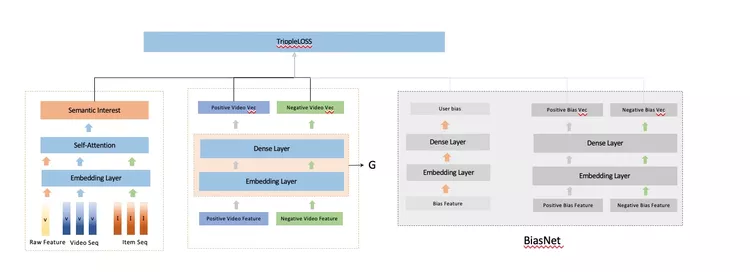 TrippleLOSS
Semantic Interest
Self-Attention
Embedding Layer
v
v v v
I I I
Raw Feature
Video Seq
Item Seq
Positive Video Vec
Negative Video Vec
Dense Layer
Embedding Layer
G
Positive Video Feature
Negative Video Feature
User bias
Dense Layer
Embedding Layer
Bias Feature
Positive Bias Vec
Negative Bias Vec
Dense Layer
Embedding Layer
Positive Bias Feature
Negative Bias Feature
BiasNet